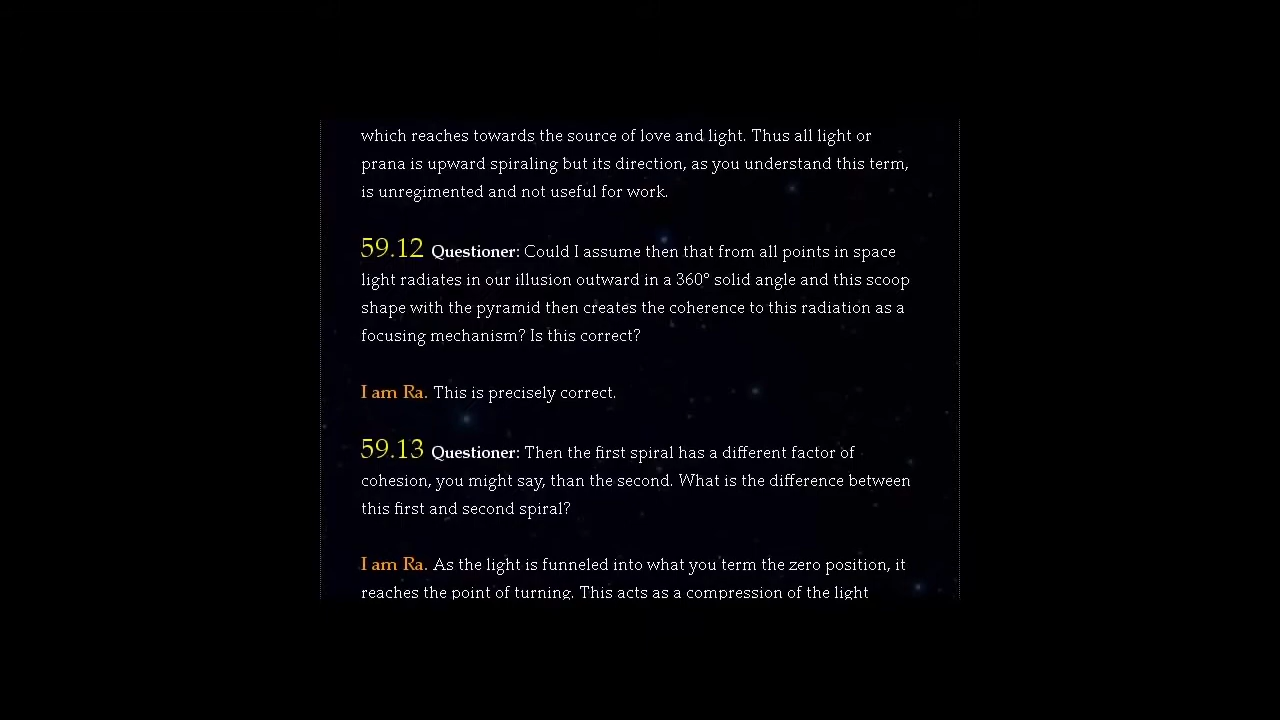 which reaches towards the source of love and light. Thus all light or
prana is upward spiraling but its direction, as you understand this term,
is unregimented and not useful for work.
59.12 Questioner: Could I assume then that from all points in space
light radiates in our illusion outward in a 360° solid angle and this scoop
shape with the pyramid then creates the coherence to this radiation as a
focusing mechanism? Is this correct?
I am Ra. This is precisely correct.
59.13 Questioner: Then the first spiral has a different factor of
cohesion, you might say, than the second. What is the difference between
this first and second spiral?
I am Ra. As the light is funneled into what you term the zero position, it
reaches the point of turning. This acts as a compression of the light